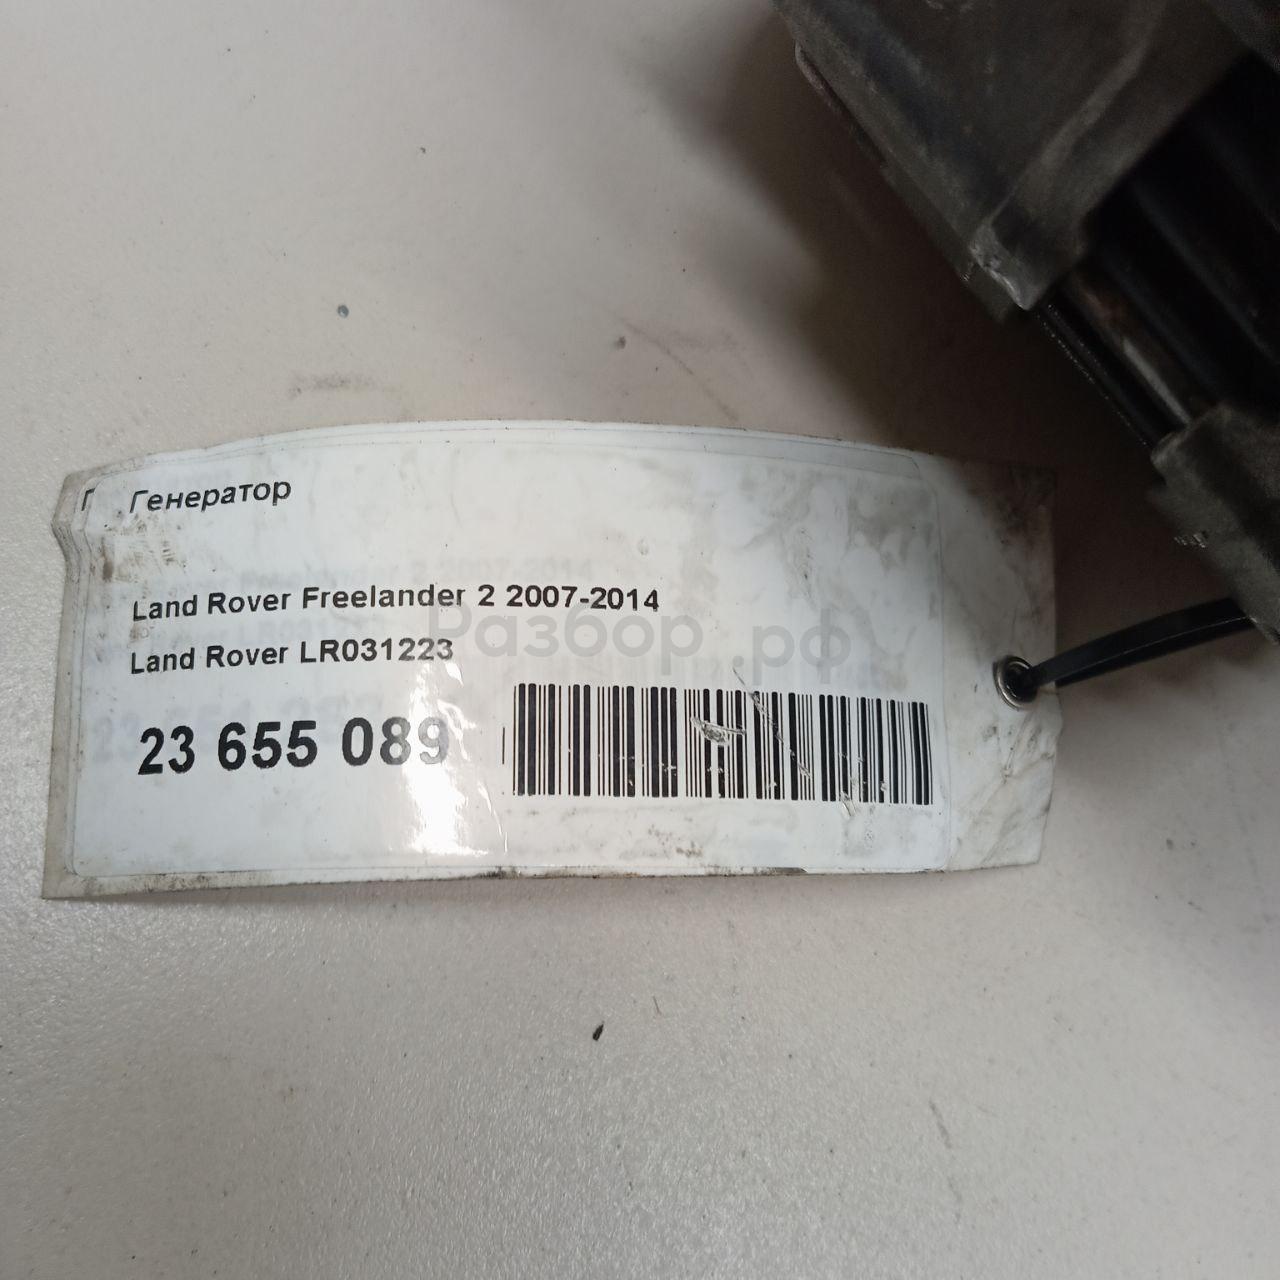 Генератор
Land Rover Freelander 2 2007-2014
Land Rover LR031223
23 655 089
Разбор.рф